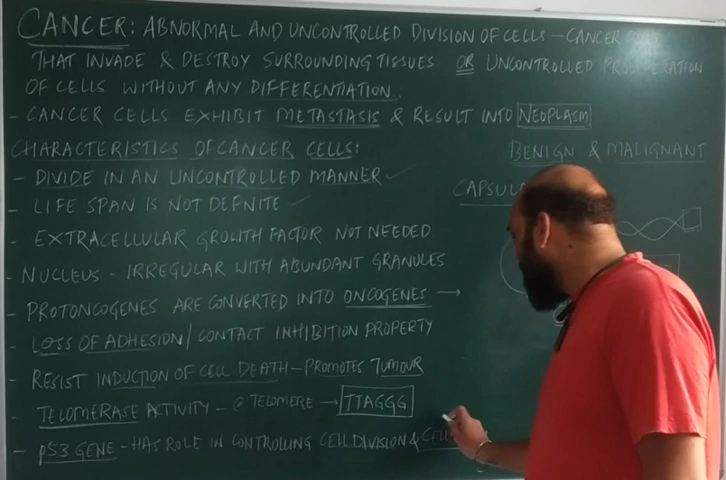 CANCER: ABNORMAL AND UNCONTROLLED DIVISION OF CELLS – CANCER
THAT INVADE & DESTROY SURROUNDING TISSUES OR UNCONTROLLED PROLIFERATION
OF CELLS WITHOUT ANY DIFFERENTIATION.
- CANCER CELLS EXHIBIT METASTASIS & RESULT INTO NEOPLASM
CHARACTERISTICS OF CANCER CELLS:
BENIGN & MALIGNANT
- DIVIDE IN AN UNCONTROLLED MANNER ✓
CAPSU
- LIFE SPAN IS NOT DEFNITE ✓
- EXTRACELLULAR GROWTH FACTOR NOT NEEDED
- NUCLEUS - IRREGULAR WITH ABUNDANT GRANULES
- PROTONCOGENES ARE CONVERTED INTO ONCOGENES →
- LOSS OF ADHESION/CONTACT INHIBITION PROPERTY
- RESIST INDUCTION OF CELL DEATH – PROMOTES TUMOUR
- TELOMERASE ACTIVITY – @ TELOMERE → TTAGGG
- p53 GENE - HAS ROLE IN CONTROLLING CELL DIVISION & CELL